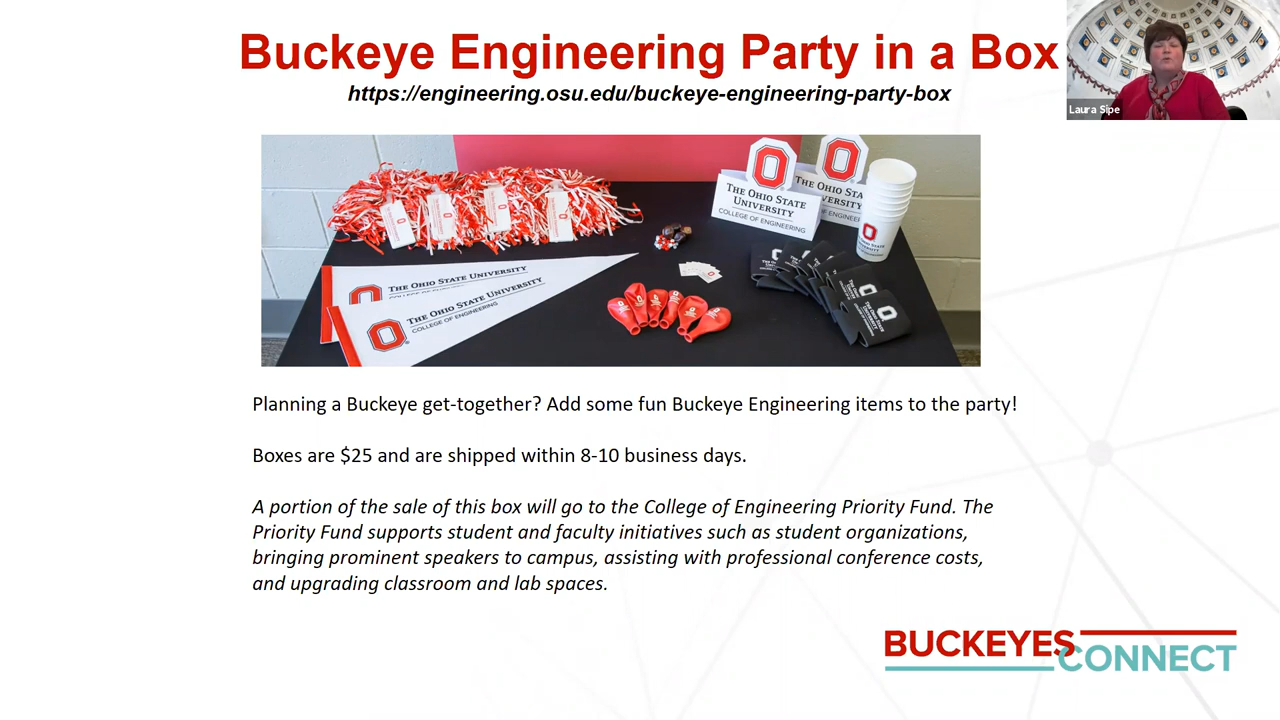 Buckeye Engineering Party in a Box
https://engineering.osu.edu/buckeye-engineering-party-box
Laura Sipe
THE OHIO STATE
UNIVERSITY
COLLEGE OF ENGINEERING
THE OHIO STATE UNIVERSITY
THE OHIO STATE UNIVERSITY
COLLEGE OF ENGINEERING
Planning a Buckeye get-together? Add some fun Buckeye Engineering items to the party!
Boxes are $25 and are shipped within 8-10 business days.
A portion of the sale of this box will go to the College of Engineering Priority Fund. The
Priority Fund supports student and faculty initiatives such as student organizations,
bringing prominent speakers to campus, assisting with professional conference costs,
and upgrading classroom and lab spaces.
BUCKEYES
CONNECT